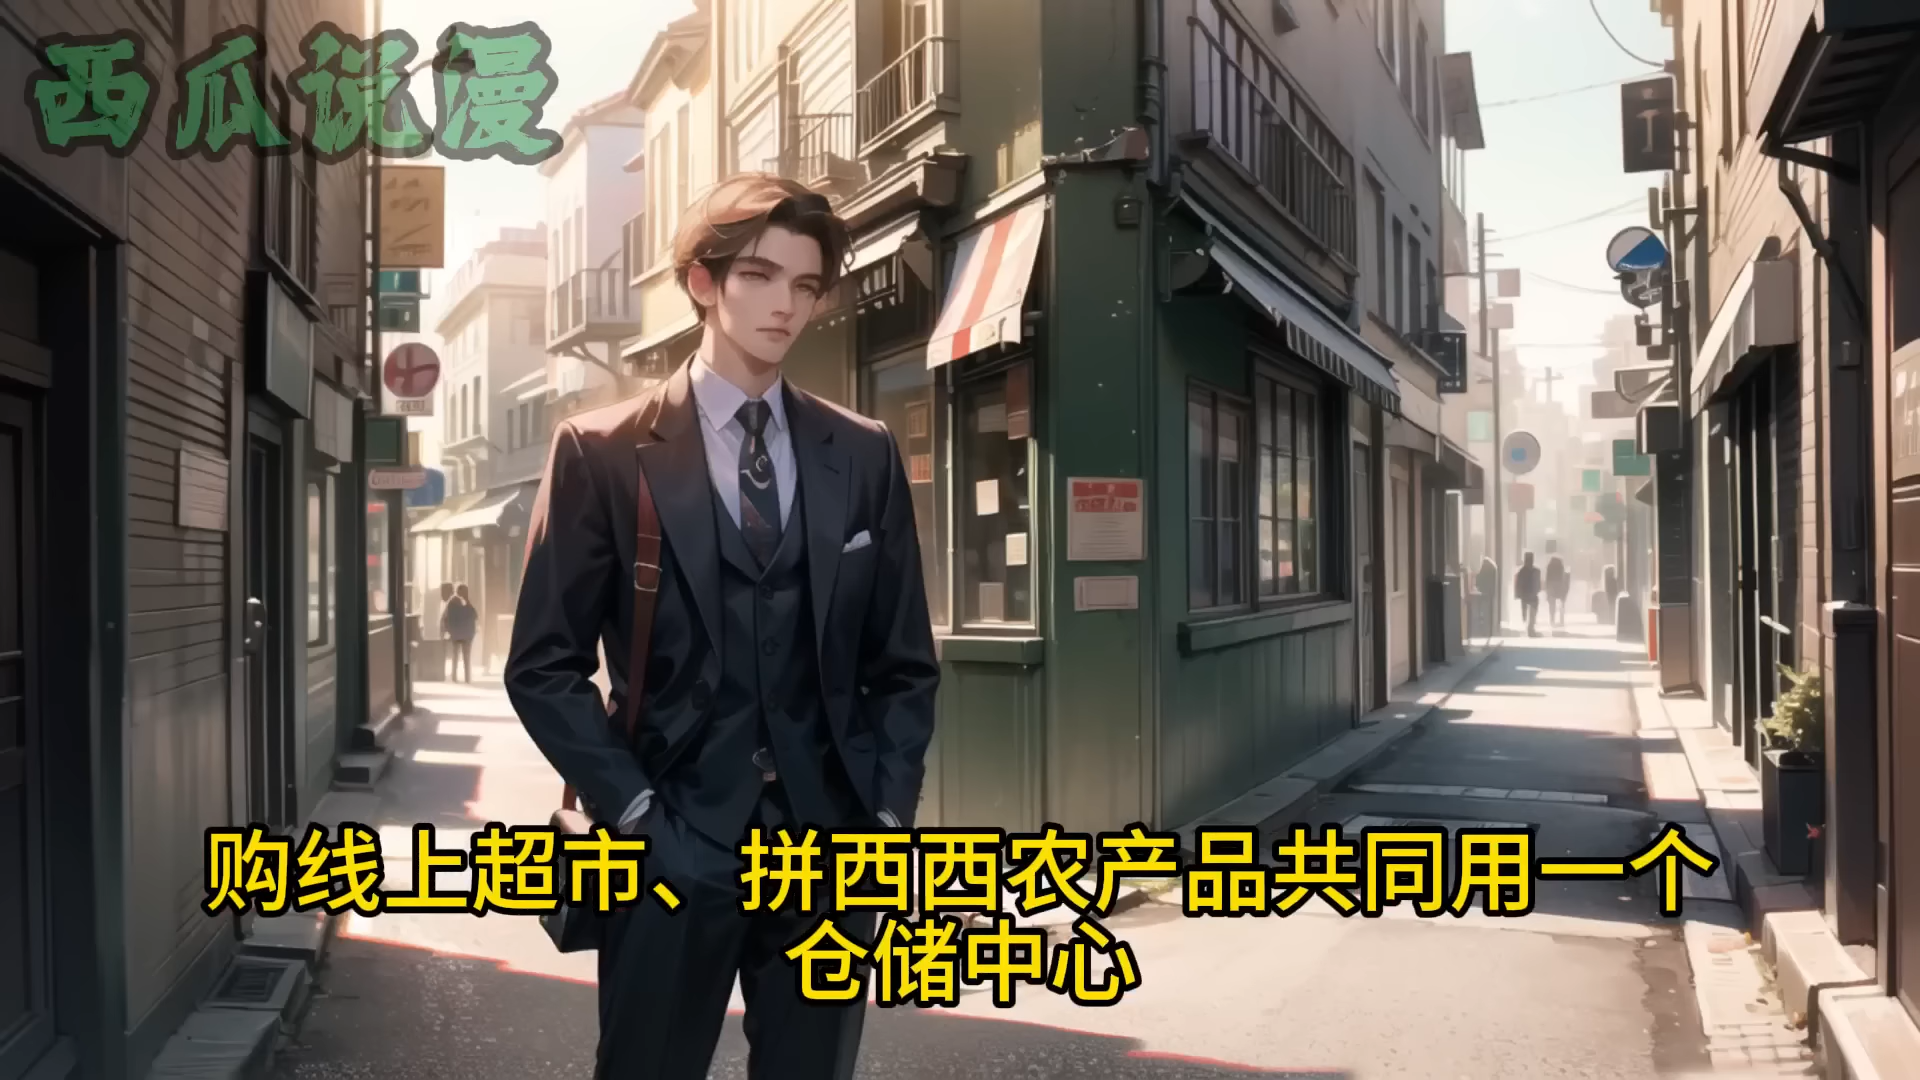 西瓜说漫
购线上超市、拼西西农产品共同用一个
仓储中心